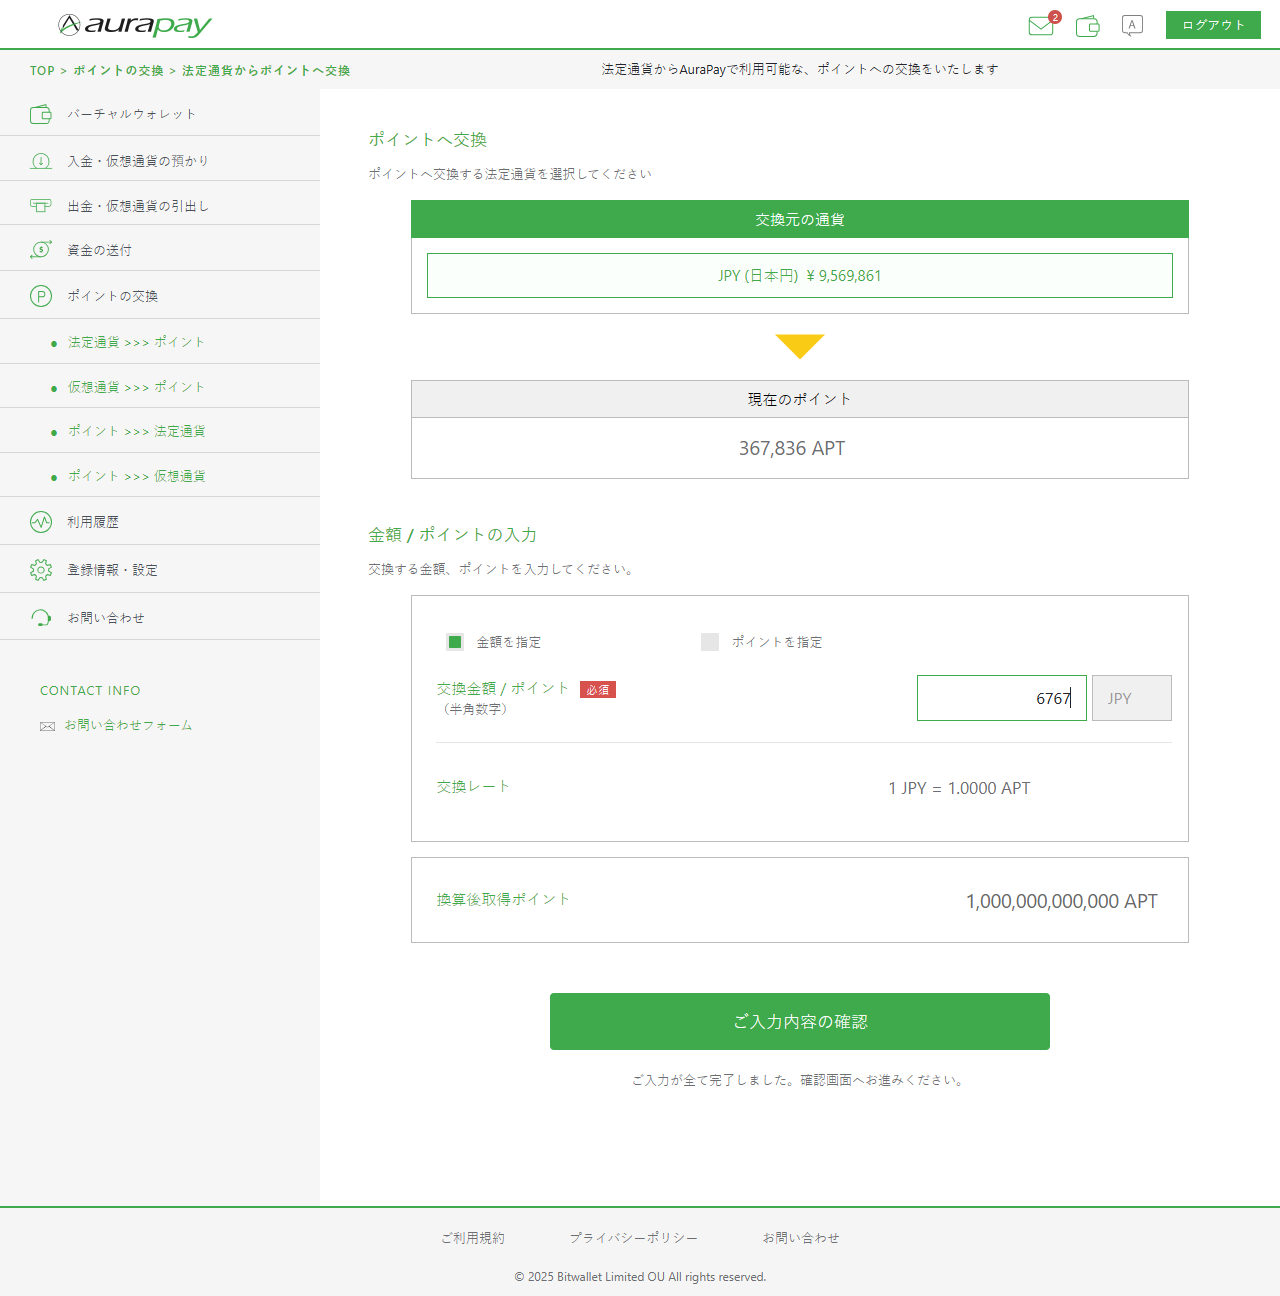 aurapay
2
A
ログアウト
TOP > ポイントの交換 > 法定通貨からポイントへ交換
法定通貨からAuraPayで利用可能な、ポイントへの交換をいたします
バーチャルウォレット
入金・仮想通貨の預かり
出金・仮想通貨の引出し
資金の送付
ポイントの交換
法定通貨 >>> ポイント
仮想通貨 >>> ポイント
ポイント >>> 法定通貨
ポイント >>> 仮想通貨
利用履歴
登録情報・設定
お問い合わせ
CONTACT INFO
お問い合わせフォーム
ポイントへ交換
ポイントへ交換する法定通貨を選択してください
交換元の通貨
JPY (日本円) ¥ 9,569,861
現在のポイント
367,836 APT
金額 / ポイントの入力
交換する金額、ポイントを入力してください。
金額を指定
ポイントを指定
交換金額 / ポイント 必須
（半角数字）
6767
JPY
交換レート
1 JPY = 1.0000 APT
換算後取得ポイント
1,000,000,000,000 APT
ご入力内容の確認
ご入力が全て完了しました。確認画面へお進みください。
ご利用規約
プライバシーポリシー
お問い合わせ
© 2025 Bitwallet Limited OU All rights reserved.